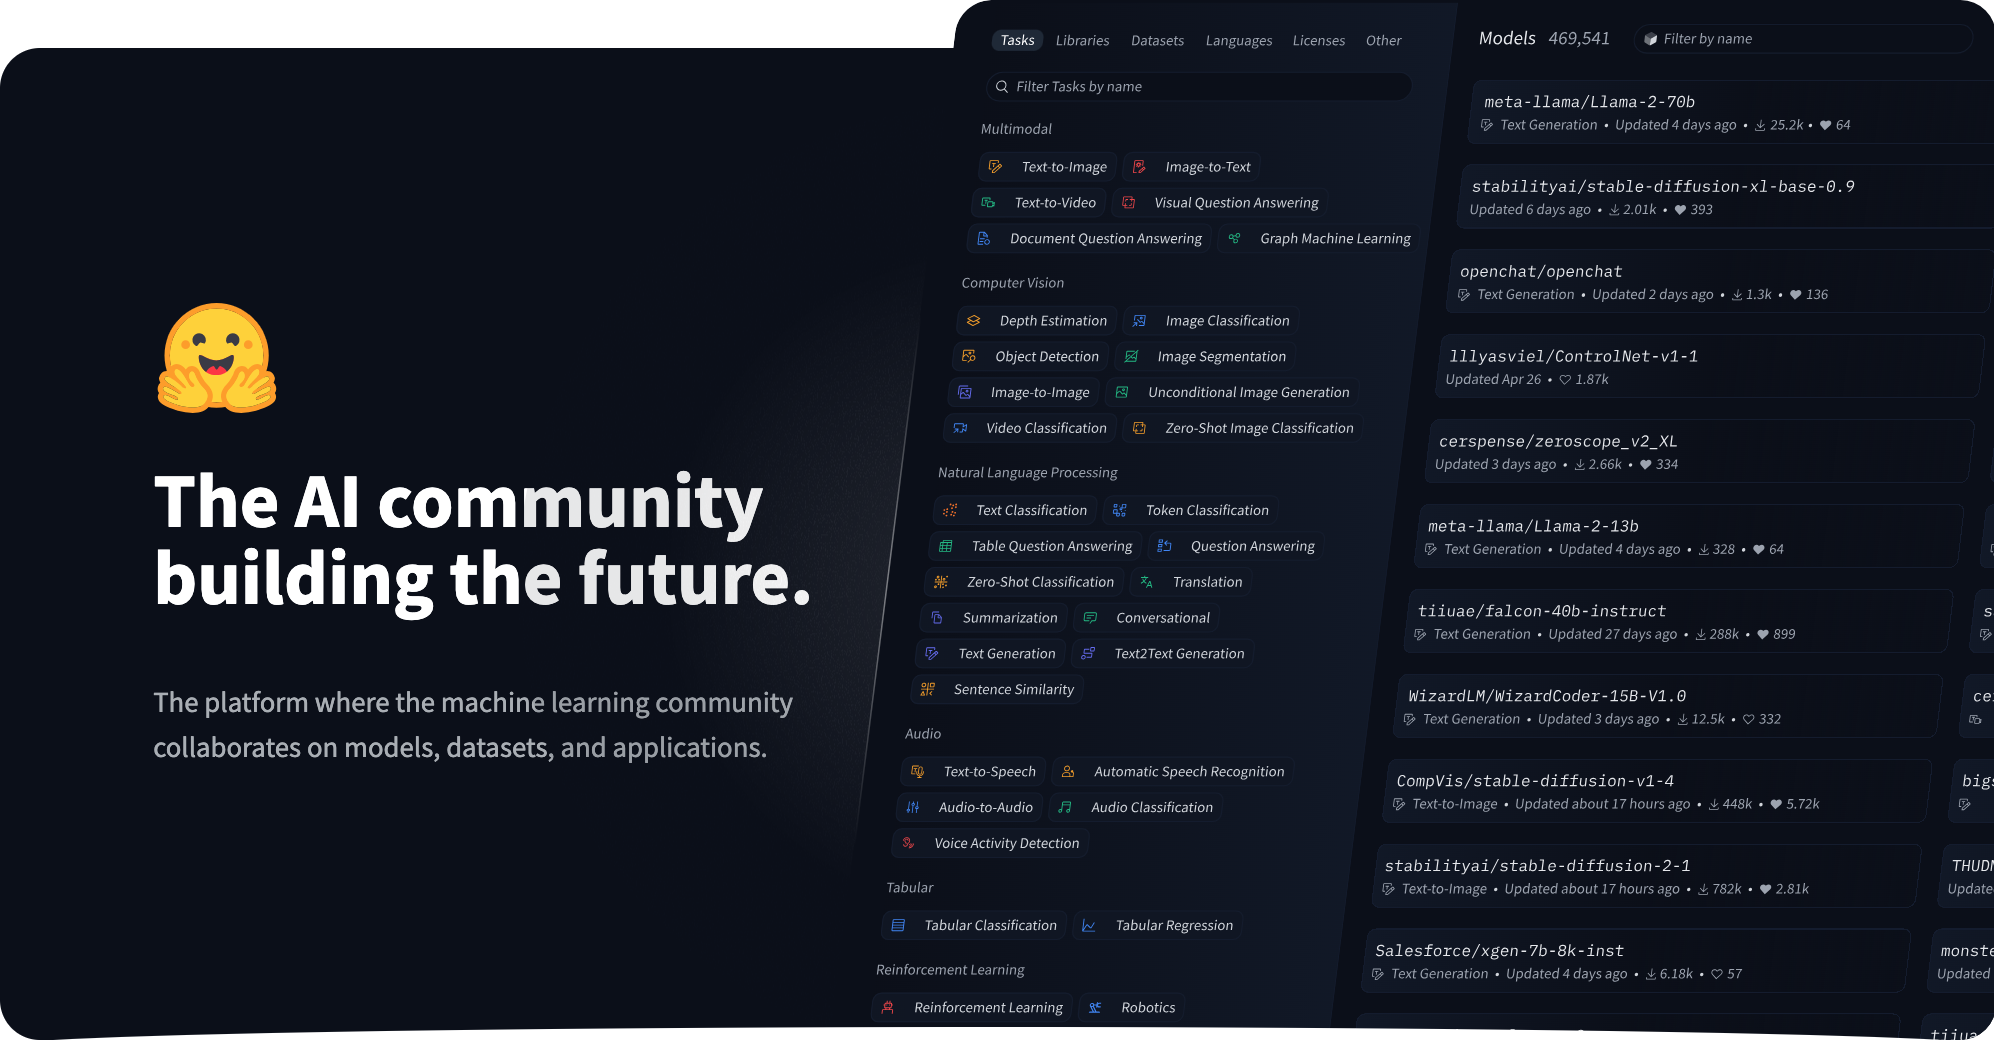 The AI community
building the future.
The platform where the machine learning community
collaborates on models, datasets, and applications.
Tasks Libraries Datasets Languages Licenses Other
Filter Tasks by name
Multimodal
Text-to-Image Image-to-Text
Text-to-Video Visual Question Answering
Document Question Answering Graph Machine Learning
Computer Vision
Depth Estimation Image Classification
Object Detection Image Segmentation
Image-to-Image Unconditional Image Generation
Video Classification Zero-Shot Image Classification
Natural Language Processing
Text Classification Token Classification
Table Question Answering Question Answering
Zero-Shot Classification Translation
Summarization Conversational
Text Generation Text2Text Generation
Sentence Similarity
Audio
Text-to-Speech Automatic Speech Recognition
Audio-to-Audio Audio Classification
Voice Activity Detection
Tabular
Tabular Classification Tabular Regression
Reinforcement Learning
Reinforcement Learning Robotics
Models 469,541 Filter by name
meta-llama/Llama-2-70b
Text Generation • Updated 4 days ago • 25.2k • 64
stabilityai/stable-diffusion-xl-base-0.9
Updated 6 days ago • 2.01k • 393
openchat/openchat
Text Generation • Updated 2 days ago • 1.3k • 136
lllyasviel/ControlNet-v1-1
Updated Apr 26 • 1.87k
cerspense/zeroscope_v2_XL
Updated 3 days ago • 2.66k • 334
meta-llama/Llama-2-13b
Text Generation • Updated 4 days ago • 328 • 64
tiiuae/falcon-40b-instruct
Text Generation • Updated 27 days ago • 288k • 899
WizardLM/WizardCoder-15B-V1.0
Text Generation • Updated 3 days ago • 12.5k • 332
CompVis/stable-diffusion-v1-4
Text-to-Image • Updated about 17 hours ago • 448k • 5.72k
stabilityai/stable-diffusion-2-1
Text-to-Image • Updated about 17 hours ago • 782k • 2.81k
Salesforce/xgen-7b-8k-inst
Text Generation • Updated 4 days ago • 6.18k • 57
s
ce
bigs
THUD
Update
monste
Updated